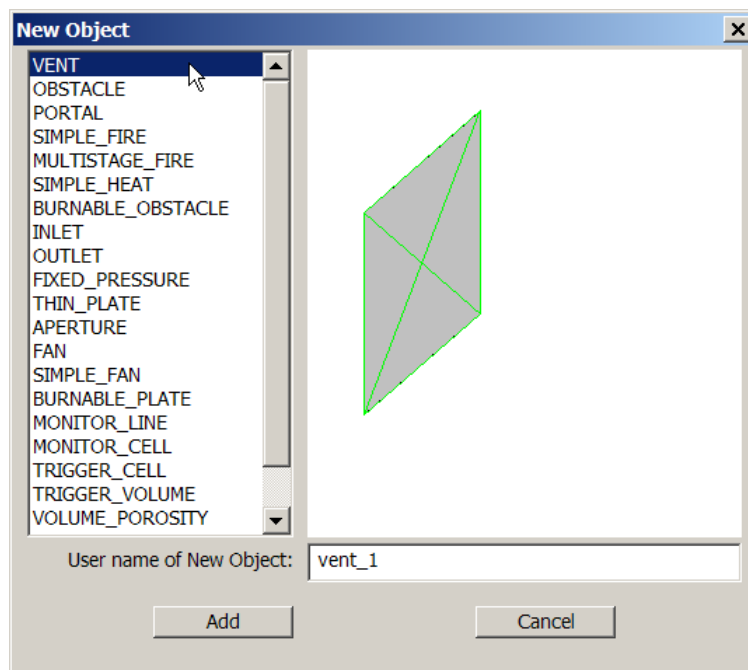 New Object
VENT
OBSTACLE
PORTAL
SIMPLE_FIRE
MULTISTAGE_FIRE
SIMPLE_HEAT
BURNABLE_OBSTACLE
INLET
OUTLET
FIXED_PRESSURE
THIN_PLATE
APERTURE
FAN
SIMPLE_FAN
BURNABLE_PLATE
MONITOR_LINE
MONITOR_CELL
TRIGGER_CELL
TRIGGER_VOLUME
VOLUME_POROSITY
User name of New Object: vent_1
Add Cancel